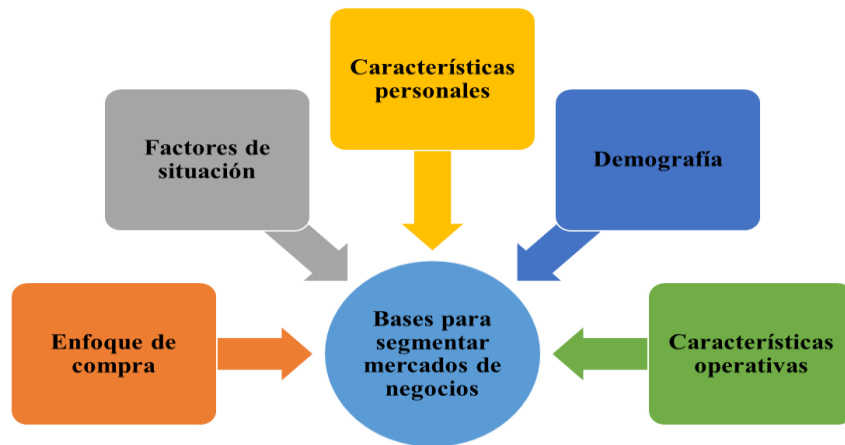 Características
personales
Factores de
situación
Demografía
Enfoque de
compra
Bases para
segmentar
mercados de
negocios
Características
operativas